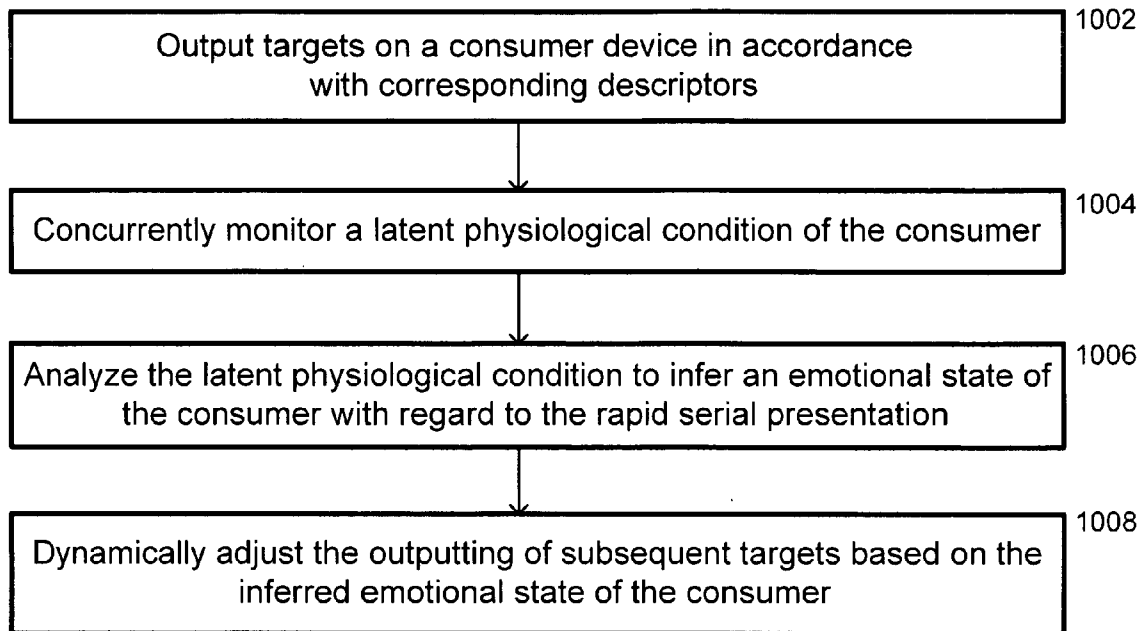 1002
Output targets on a consumer device in accordance
with corresponding descriptors
1004
Concurrently monitor a latent physiological condition of the consumer
1006
Analyze the latent physiological condition to infer an emotional state of
the consumer with regard to the rapid serial presentation
1008
Dynamically adjust the outputting of subsequent targets based on the
inferred emotional state of the consumer